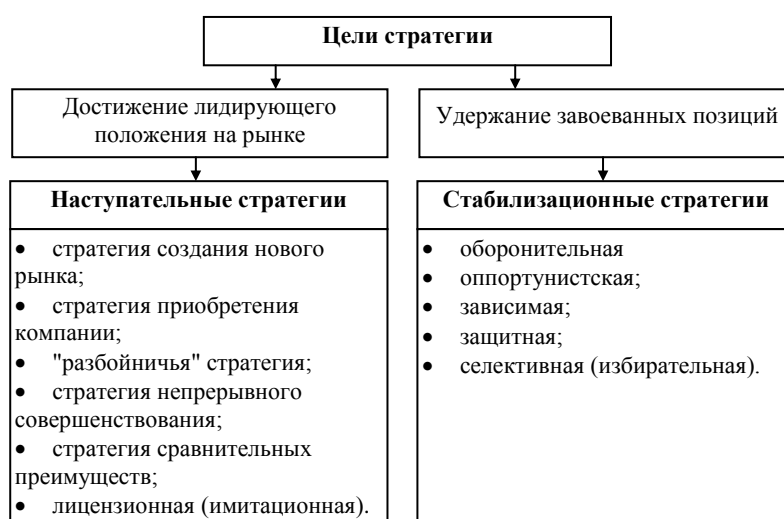 Цели стратегии
Достижение лидирующего
положения на рынке
Удержание завоеванных позиций
Наступательные стратегии
• стратегия создания нового
рынка;
• стратегия приобретения
компании;
• "разбойничья" стратегия;
• стратегия непрерывного
совершенствования;
• стратегия сравнительных
преимуществ;
• лицензионная (имитационная).
Стабилизационные стратегии
• оборонительная
• оппортунистская;
• зависимая;
• защитная;
• селективная (избирательная).